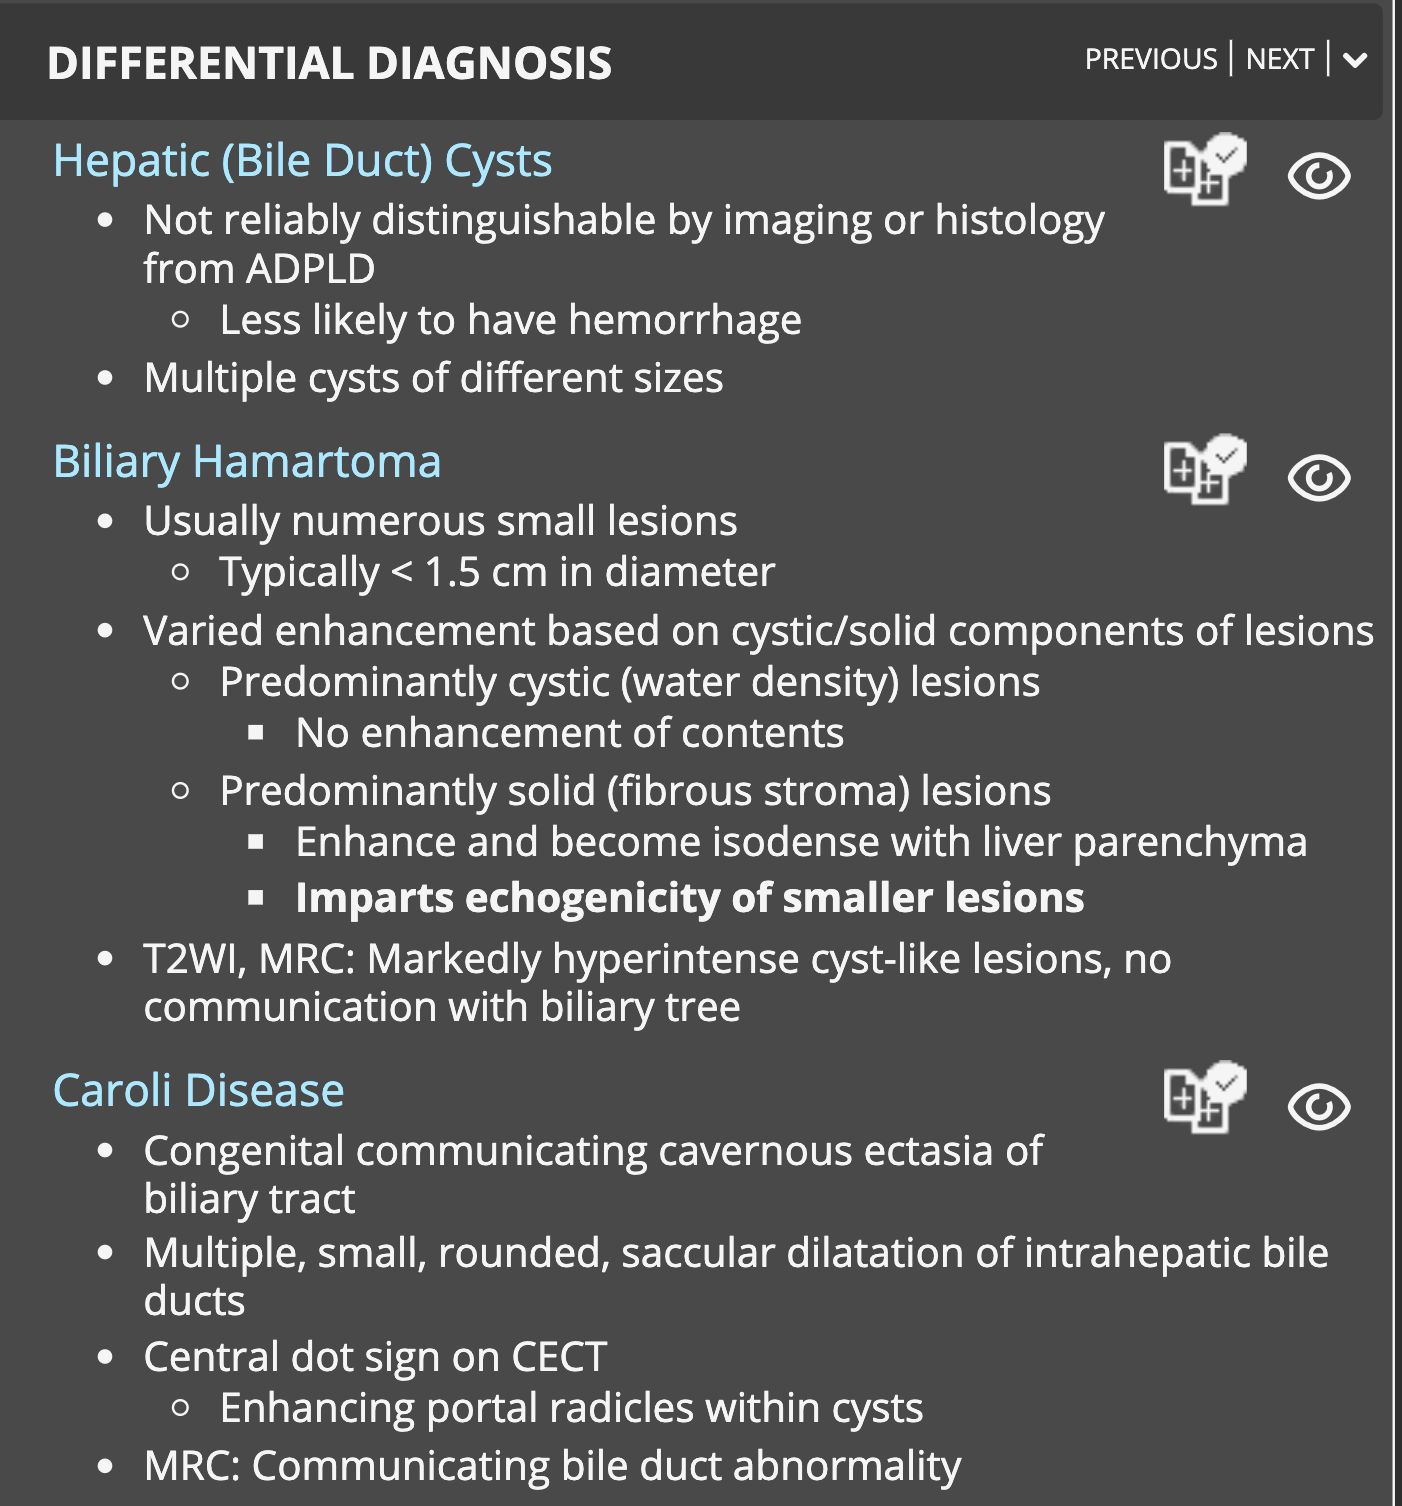 DIFFERENTIAL DIAGNOSIS
PREVIOUS | NEXT |
Hepatic (Bile Duct) Cysts
• Not reliably distinguishable by imaging or histology
from ADPLD
○ Less likely to have hemorrhage
• Multiple cysts of different sizes
Biliary Hamartoma
• Usually numerous small lesions
○ Typically < 1.5 cm in diameter
• Varied enhancement based on cystic/solid components of lesions
○ Predominantly cystic (water density) lesions
▪ No enhancement of contents
○ Predominantly solid (fibrous stroma) lesions
▪ Enhance and become isodense with liver parenchyma
▪ Imparts echogenicity of smaller lesions
• T2WI, MRC: Markedly hyperintense cyst-like lesions, no
communication with biliary tree
Caroli Disease
• Congenital communicating cavernous ectasia of
biliary tract
• Multiple, small, rounded, saccular dilatation of intrahepatic bile
ducts
• Central dot sign on CECT
○ Enhancing portal radicles within cysts
• MRC: Communicating bile duct abnormality